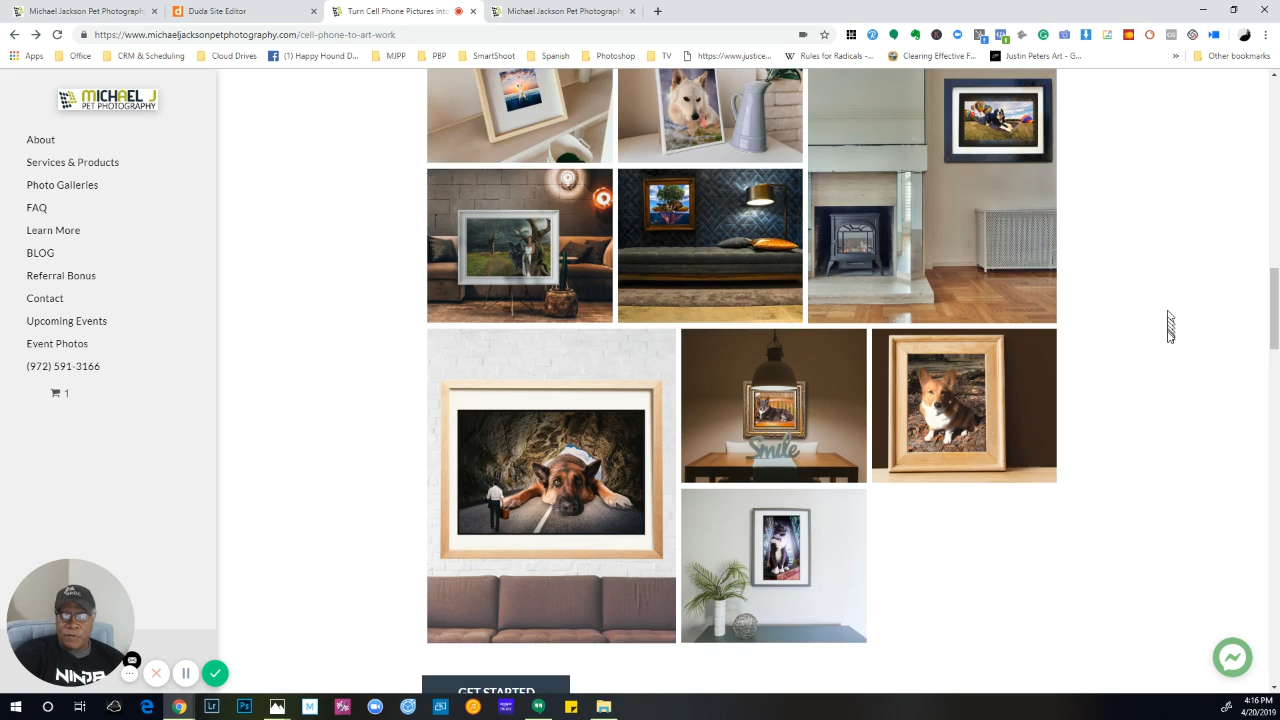 Michael Jackson Pet Photography,
Duda Site Editor
Turn Cell Phone Pictures into
Michael Jackson Pet Photography
https://www.michaeljacksonpetphotography.com/cell-phone-to-art-work
Apps
Office
CRM & Scheduling
Cloud Drives
(1) Happy Hound D...
MJPP
PBP
SmartShoot
Spanish
Photoshop
TV
https://www.justice...
Rules for Radicals -...
Clearing Effective F...
Justin Peters Art - G...
»
Other bookmarks
MICHAEL J
PET PHOTOGRAPHY
About
Services & Products
Photo Galleries
FAQ
Learn More
BLOG
Referral Bonus
Contact
Upcoming Events
Event Photos
(972) 591-3166
1
Smile
NINJA
GET STARTED
4:16 PM
4/20/2019